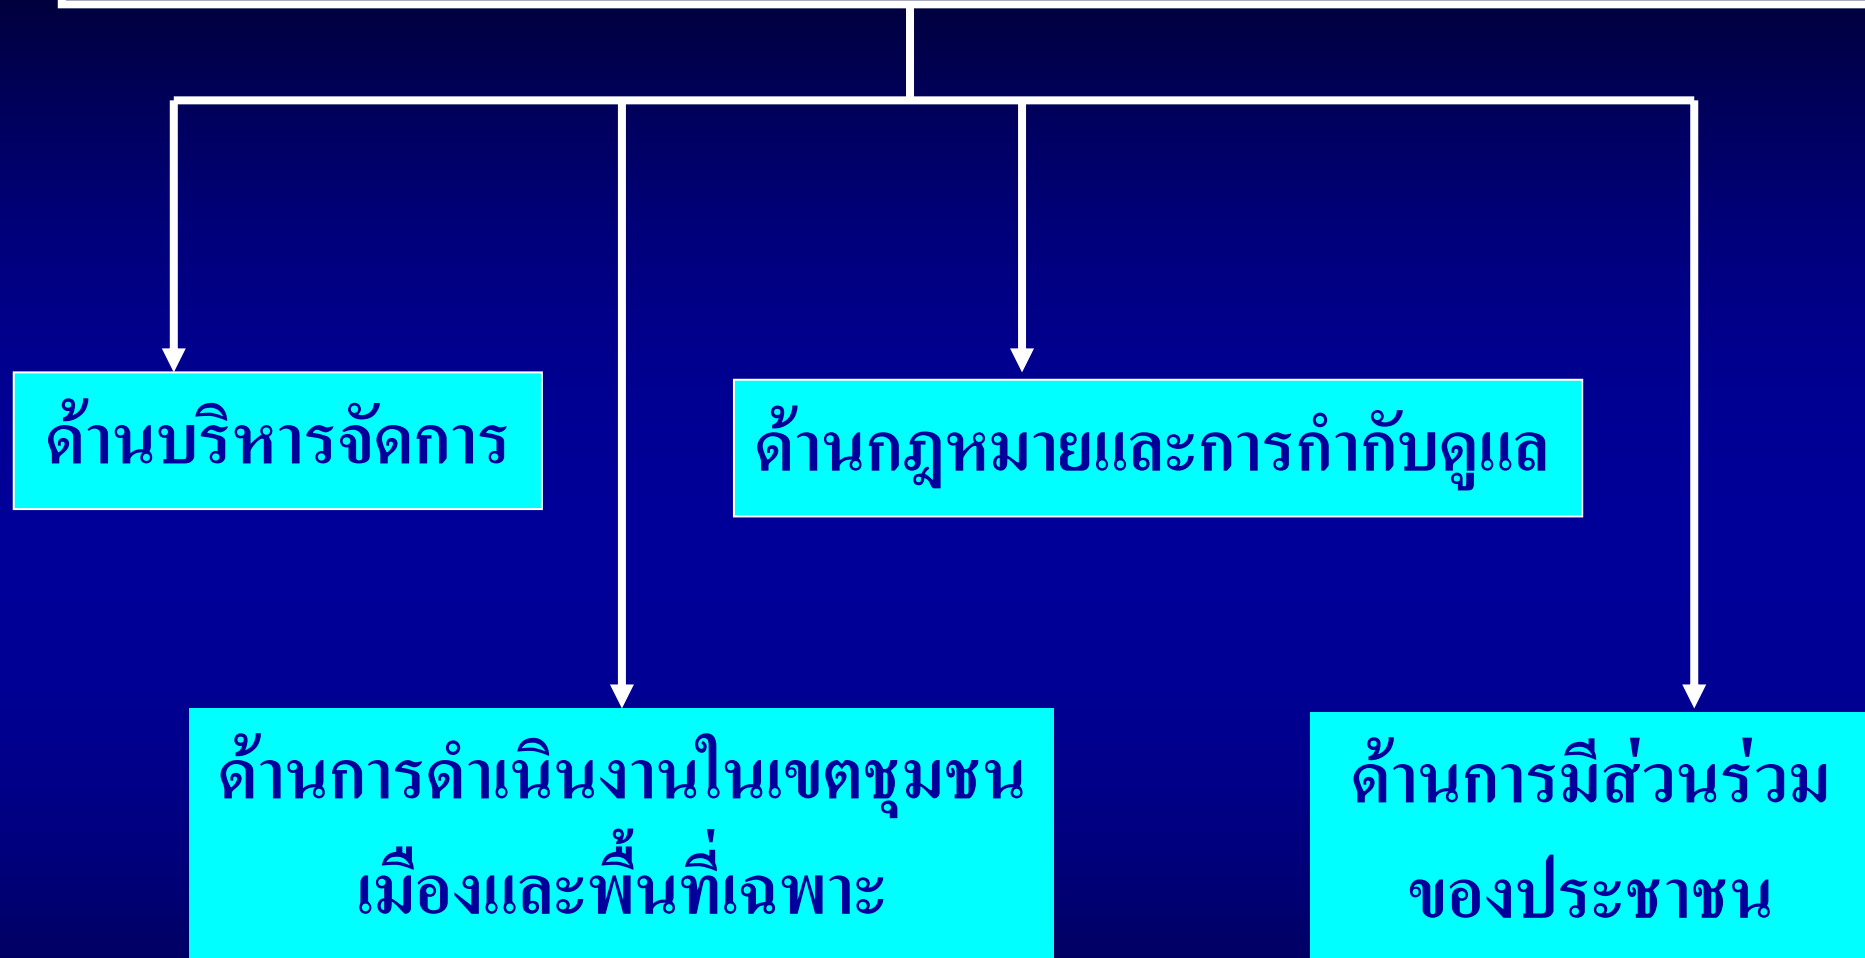 ด้านบริหารจัดการ
ด้านกฎหมายและการกำกับดูแล
ด้านการดำเนินงานในเขตชุมชน
เมืองและพื้นที่เฉพาะ
ด้านการมีส่วนร่วม
ของประชาชน